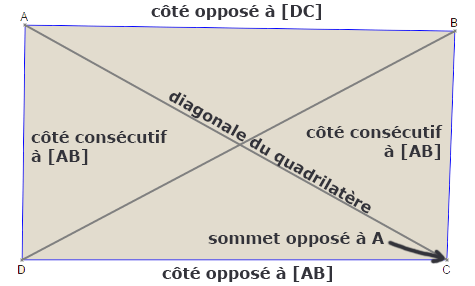 côté opposé à [DC]
A
B
diagonale du quadrilatère
côté consécutif
à [AB]
côté consécutif
à [AB]
sommet opposé à A
D
C
côté opposé à [AB]